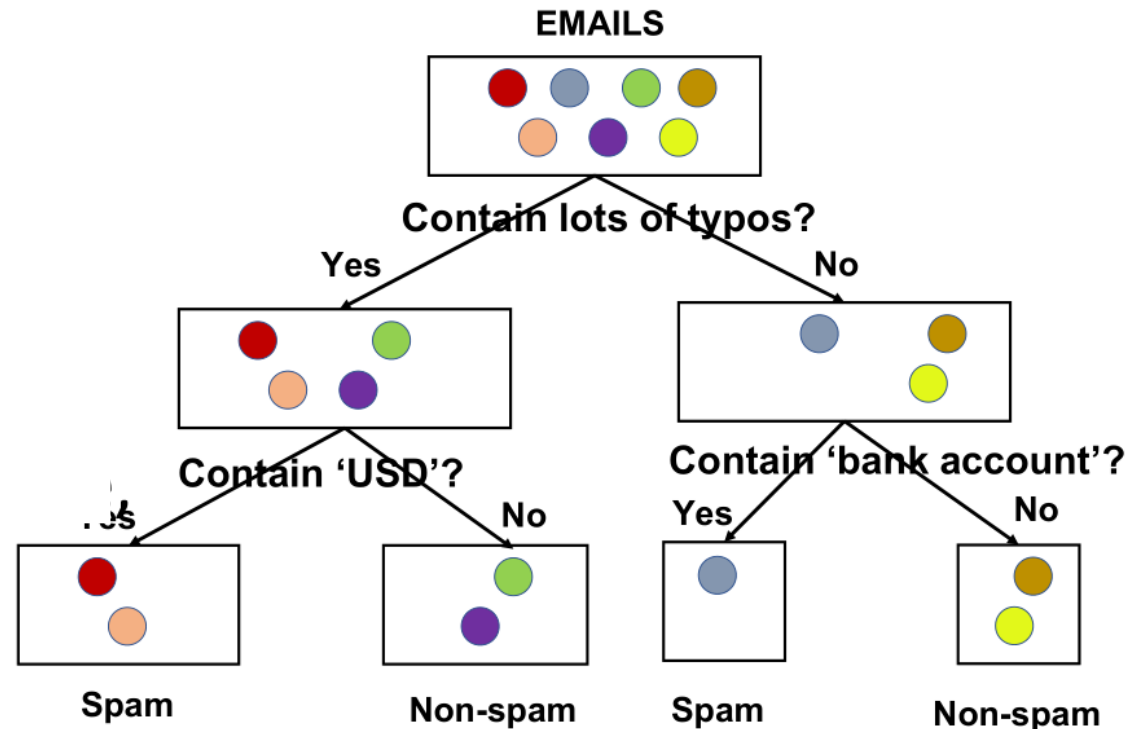 EMAILS
Contain lots of typos?
Yes
No
Contain ‘USD’?
Contain ‘bank account’?
No
Yes
No
Spam
Non-spam
Spam
Non-spam